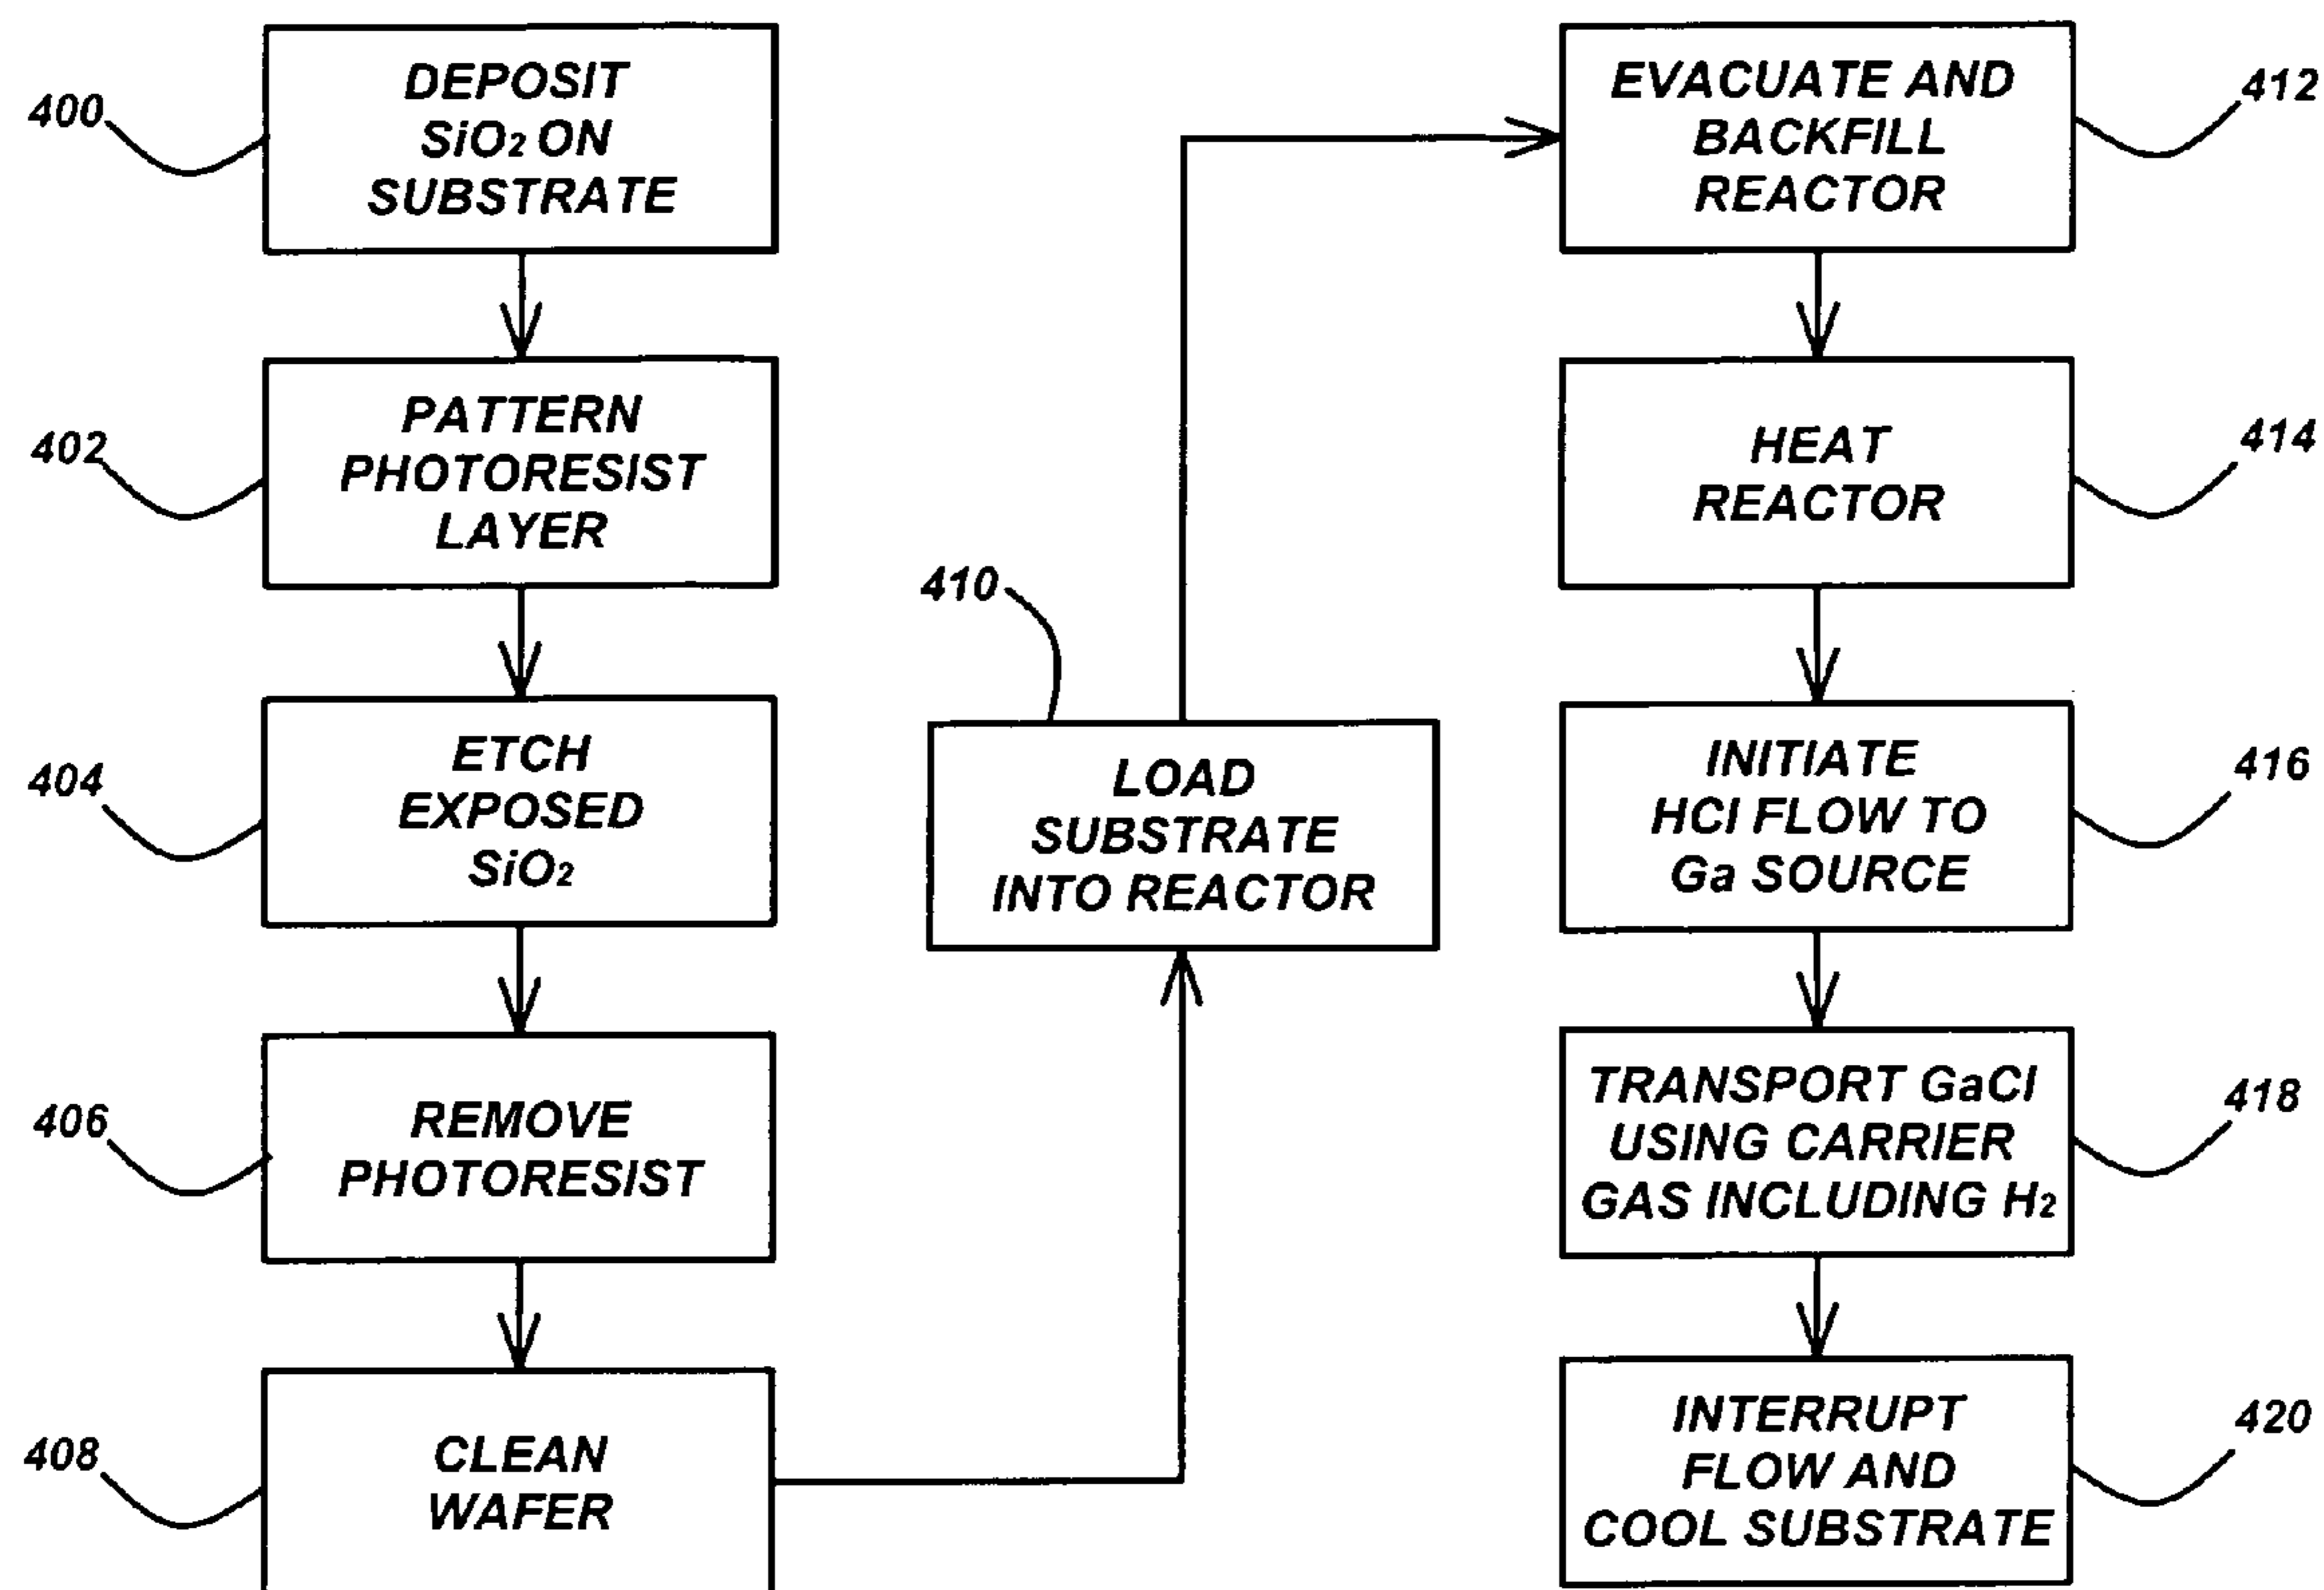 400
DEPOSIT
SiO₂ ON
SUBSTRATE
402
PATTERN
PHOTORESIST
LAYER
404
ETCH
EXPOSED
SiO₂
406
REMOVE
PHOTORESIST
408
CLEAN
WAFER
410
LOAD
SUBSTRATE
INTO REACTOR
412
EVACUATE AND
BACKFILL
REACTOR
414
HEAT
REACTOR
416
INITIATE
HCl FLOW TO
Ga SOURCE
418
TRANSPORT GaCl
USING CARRIER
GAS INCLUDING H₂
420
INTERRUPT
FLOW AND
COOL SUBSTRATE